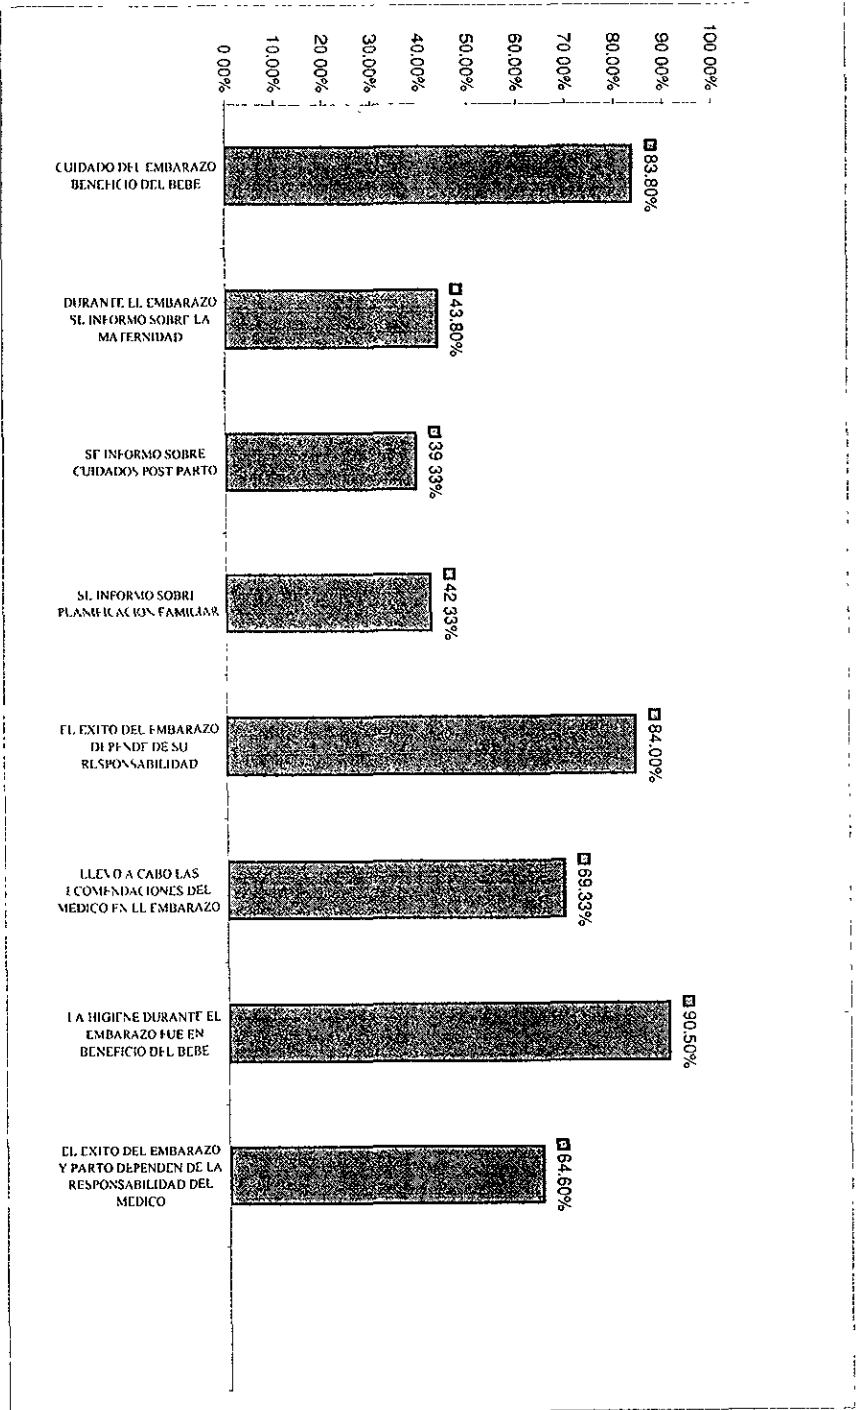 100 00%
90.00%
80.00%
70.00%
60.00%
50.00%
40.00%
30.00%
20 00%
10.00%
0.00%
83.80%
43.80%
39 33%
42 33%
84.00%
69.33%
90.50%
64.60%
CUIDADO DEL EMBARAZO
BENEFICIO DEL BEBE
DURANTE EL EMBARAZO
SE INFORMO SOBRE LA
MATERNIDAD
SE INFORMO SOBRE
CUIDADOS POST PARTO
SE INFORMO SOBRE
PLANIFICACION FAMILIAR
EL EXITO DEL EMBARAZO
DEPENDE DE SU
RESPONSABILIDAD
LLEVO A CABO LAS
ECOMENDACIONES DEL
MEDICO EN EL EMBARAZO
LA HIGIENE DURANTE EL
EMBARAZO FUE EN
BENEFICIO DEL BEBE
EL EXITO DEL EMBARAZO
Y PARTO DEPENDEN DE LA
RESPONSABILIDAD DEL
MEDICO